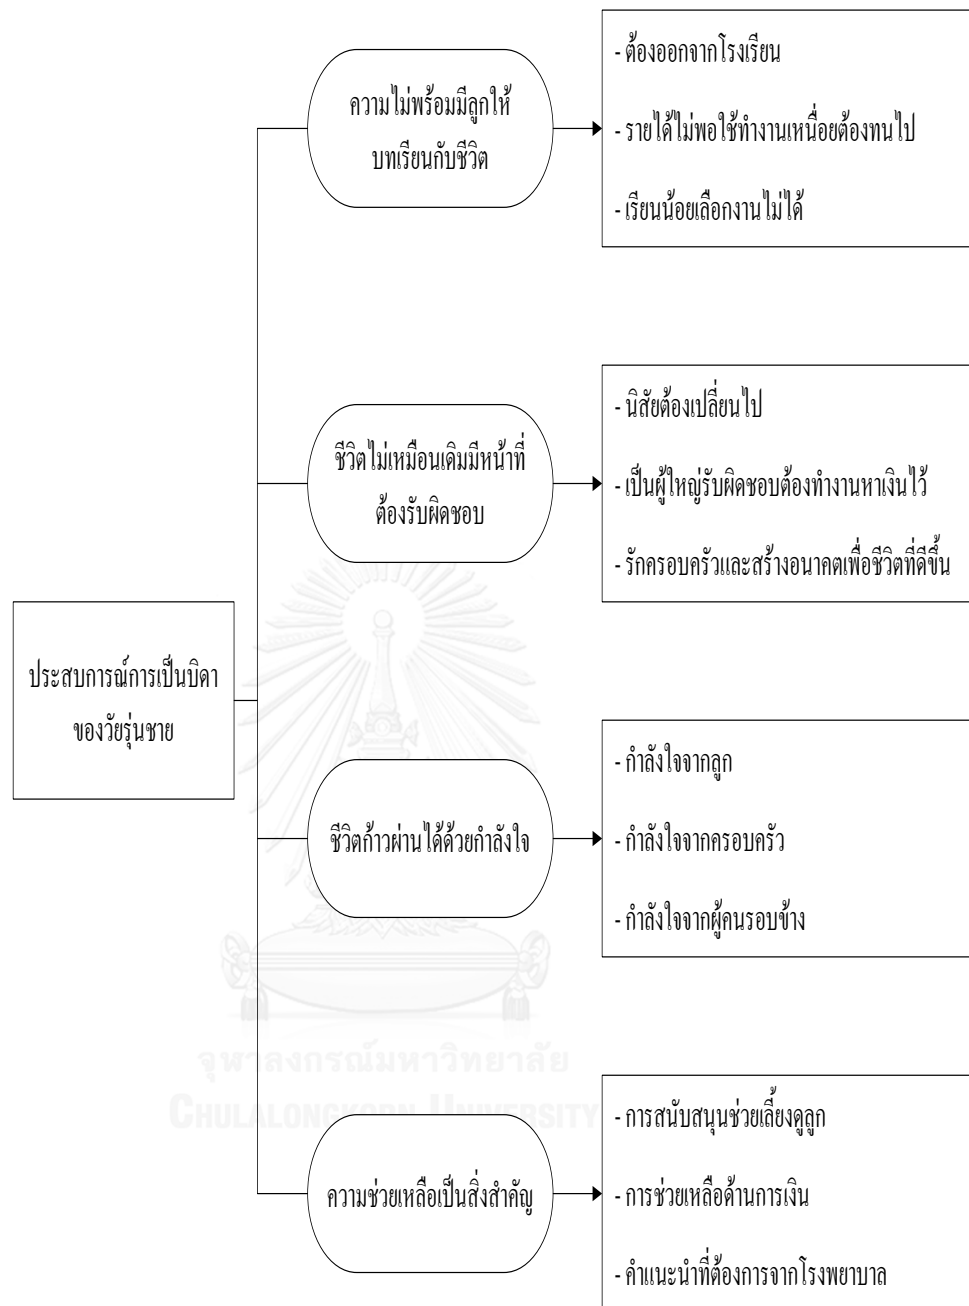 ความไม่พร้อมมีลูกให้
บทเรียนกับชีวิต
- ต้องออกจากโรงเรียน
- รายได้ไม่พอใช้ทำงานเหนื่อยต้องทนไป
- เรียนน้อยเลือกงานไม่ได้
ชีวิตไม่เหมือนเดิมมีหน้าที่
ต้องรับผิดชอบ
- นิสัยต้องเปลี่ยนไป
- เป็นผู้ใหญ่รับผิดชอบต้องทำงานหาเงินไว้
- รักครอบครัวและสร้างอนาคตเพื่อชีวิตที่ดีขึ้น
ประสบการณ์การเป็นบิดา
ของวัยรุ่นชาย
ชีวิตก้าวผ่านได้ด้วยกำลังใจ
- กำลังใจจากลูก
- กำลังใจจากครอบครัว
- กำลังใจจากผู้คนรอบข้าง
จุฬาลงกรณ์มหาวิทยาลัย
CHULALONGKORN UNIVERSITY
ความช่วยเหลือเป็นสิ่งสำคัญ
- การสนับสนุนช่วยเลี้ยงดูลูก
- การช่วยเหลือด้านการเงิน
- คำแนะนำที่ต้องการจากโรงพยาบาล